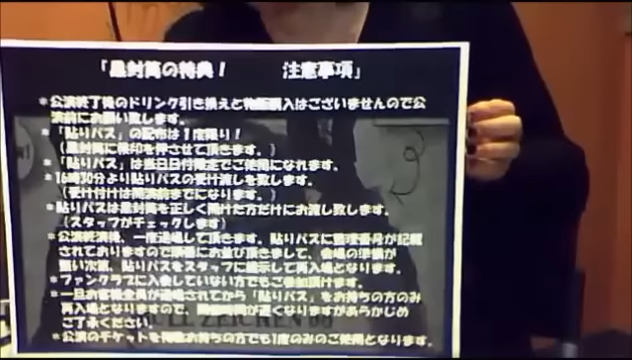 「黒封筒の特典！　注意事項」
*公演終了後のドリンク引き換えと物販購入はございませんので公
演前にお願い致します。
*「貼りパス」の配布は1度限り！
（黒封筒に検印を押させて頂きます。）
*「貼りパス」は当日日付限定でご使用になれます。
*16時30分より貼りパスの受け渡しを致します。
（受け付けは開演前までになります。）
*貼りパスは黒封筒を正しく開けた方だけにお渡し致します。
（スタッフがチェックします）
*公演終演後、一度退場して頂きます。貼りパスに整理番号が記載
されておりますので順番にお並び頂きまして、会場の準備が
整い次第、貼りパスをスタッフに提示して再入場となります。
*ファンクラブに入会していない方でもご参加頂けます。
*一旦お客様全員が退場されてから「貼りパス」をお持ちの方のみ
再入場となりますので、開始時間が遅くなりますがあらかじめ
ご了承ください。
*公演のチケットを複数お持ちの方でも1度のみのご使用となります。
NULL ZEICHEN 00